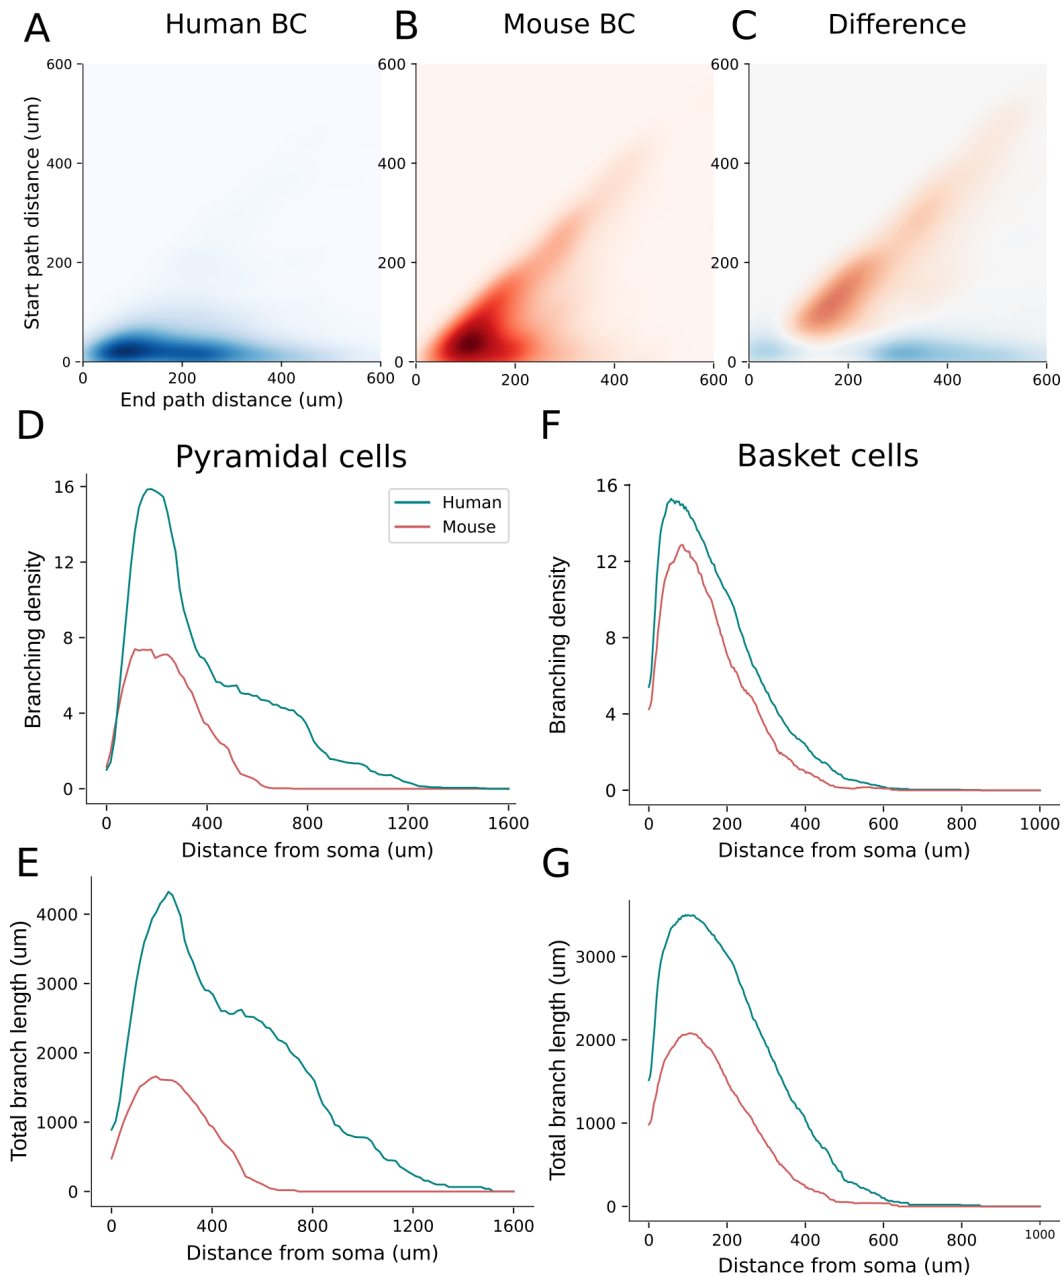 A Human BC
B Mouse BC
C Difference
Start path distance (um)
600
400
200
0
0 200 400 600
End path distance (um)
600
400
200
0
0 200 400 600
600
400
200
0
0 200 400 600
D
Pyramidal cells
Branching density
16
12
8
4
0
Human
Mouse
0 400 800 1200 1600
Distance from soma (um)
F
Basket cells
Branching density
16
12
8
4
0
0 200 400 600 800 1000
Distance from soma (um)
E
Total branch length (um)
4000
3000
2000
1000
0
0 400 800 1200 1600
Distance from soma (um)
G
Total branch length (um)
3000
2000
1000
0
0 200 400 600 800 1000
Distance from soma (um)